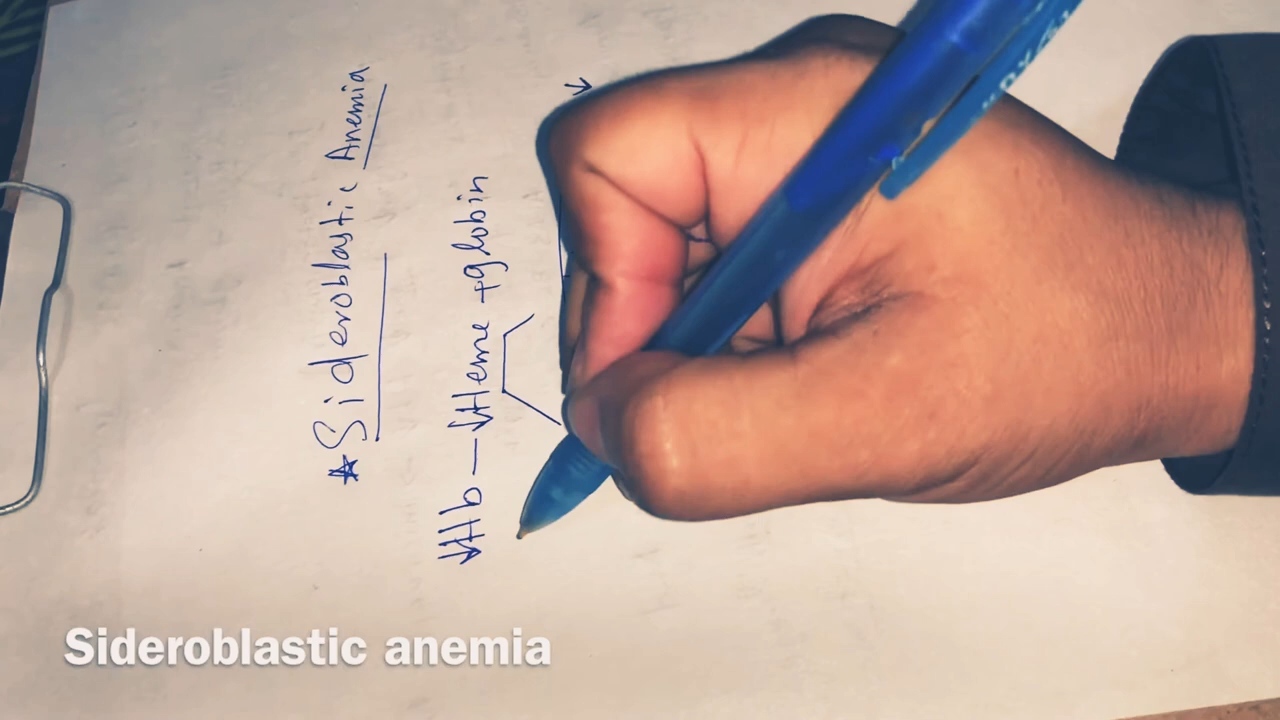 *Sideroblastic Anemia
↓Hb – ↓Heme + globin
↓
Sideroblastic anemia